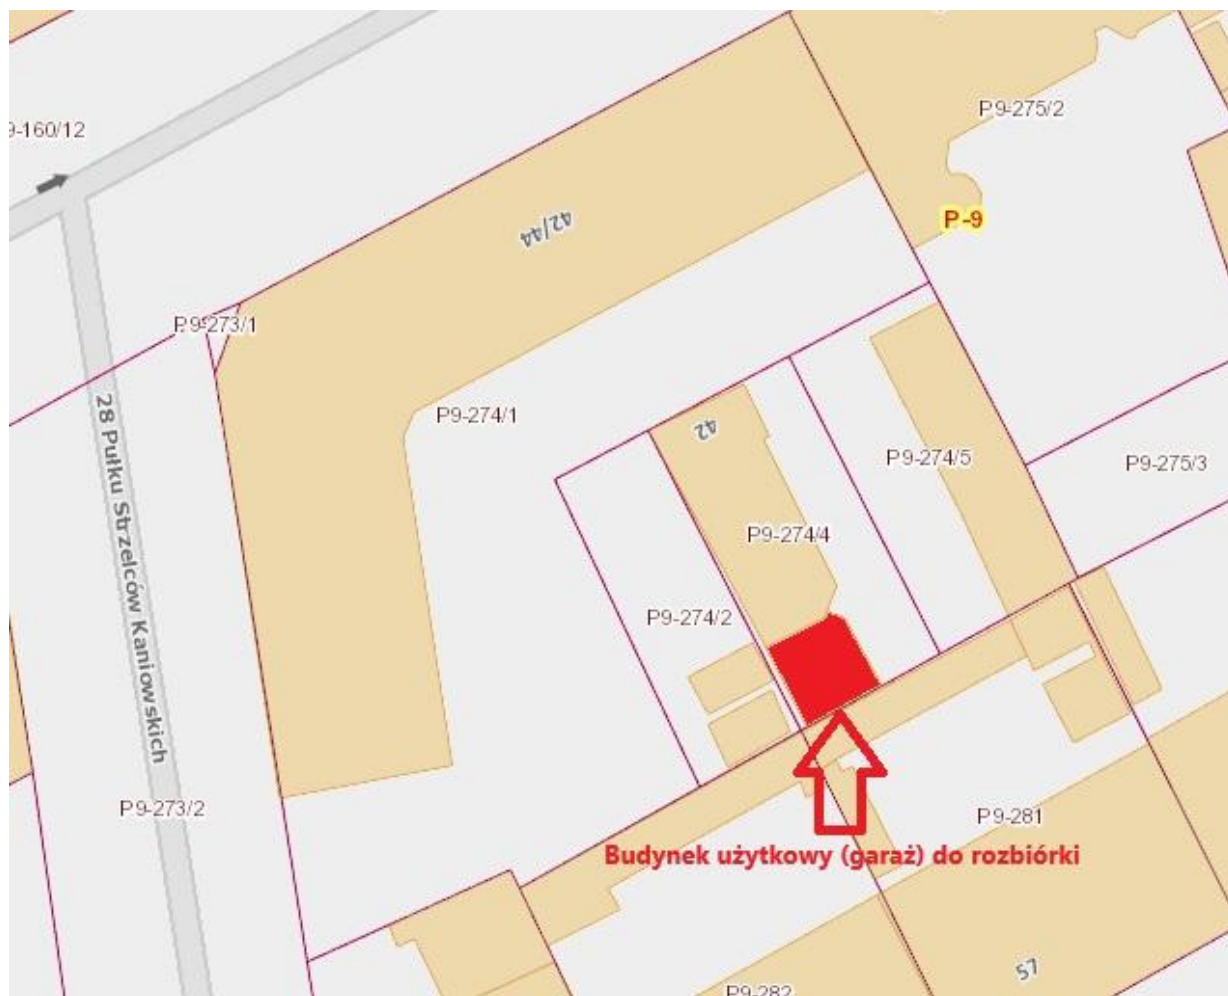 P9-275/2
9-160/12
P-9
42/44
P9-273/1
P9-274/1
42
P9-274/5
P9-275/3
28 Pułku Strzelców Kaniowskich
P9-274/4
P9-274/2
P9-273/2
P9-281
Budynek użytkowy (garaż) do rozbiórki
57
P9-282